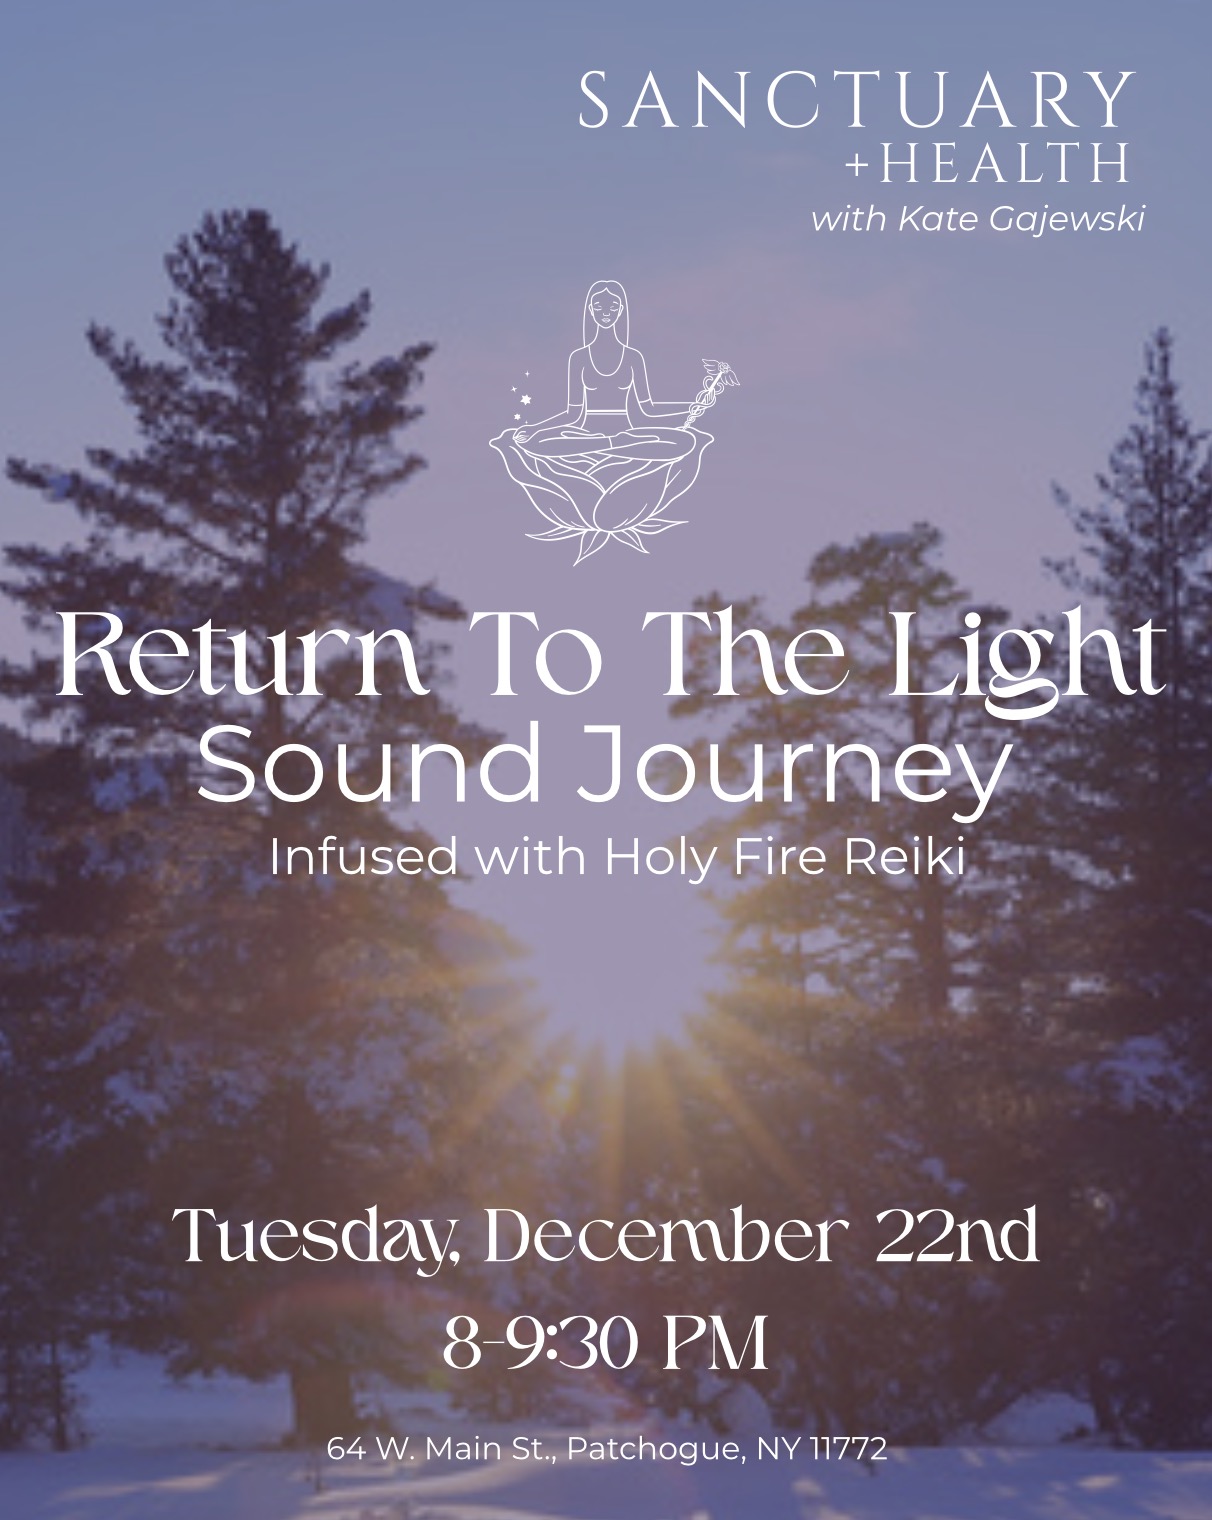 SANCTUARY
+HEALTH
with Kate Gajewski
Return To The Light
Sound Journey
Infused with Holy Fire Reiki
Tuesday, December 22nd
8-9:30 PM
64 W. Main St., Patchogue, NY 11772